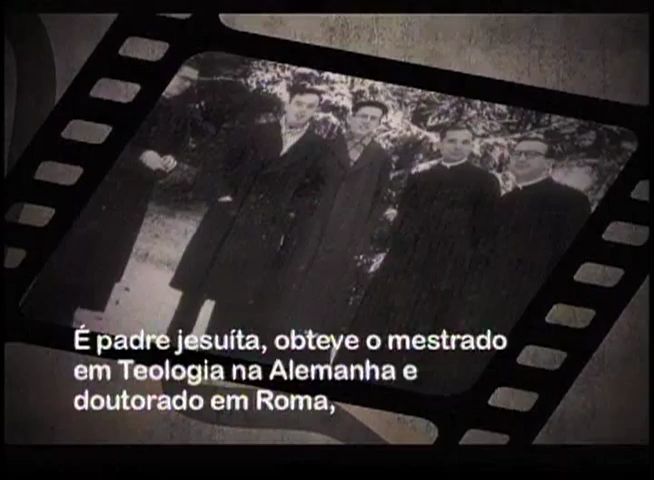 É padre jesuíta, obteve o mestrado
em Teologia na Alemanha e
doutorado em Roma,